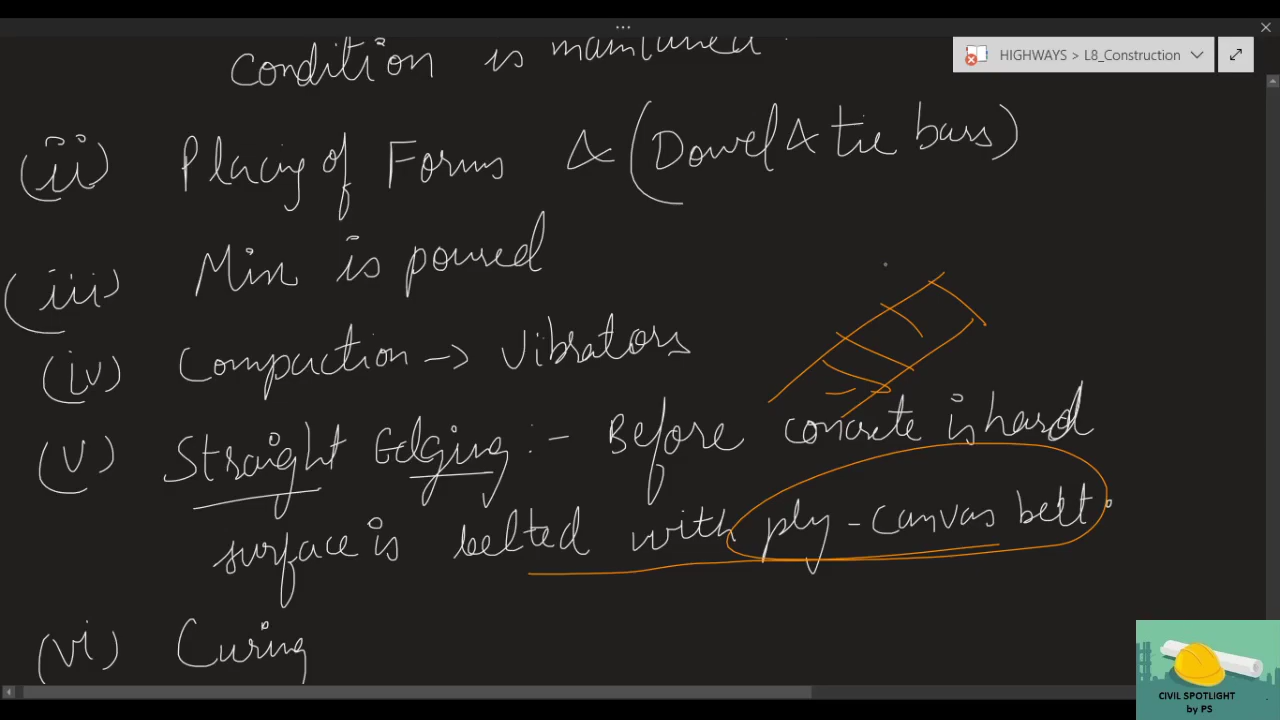 condition is maintained.
HIGHWAYS > L8_Construction
(ii) Placing of Forms & (Dowel & tie bars)
(iii) Mix is poured
(iv) Compaction → Vibrators
(v) Straight Edging :- Before concrete is hard
surface is belted with ply-canvas belt.
(vi) Curing
CIVIL SPOTLIGHT
by PS